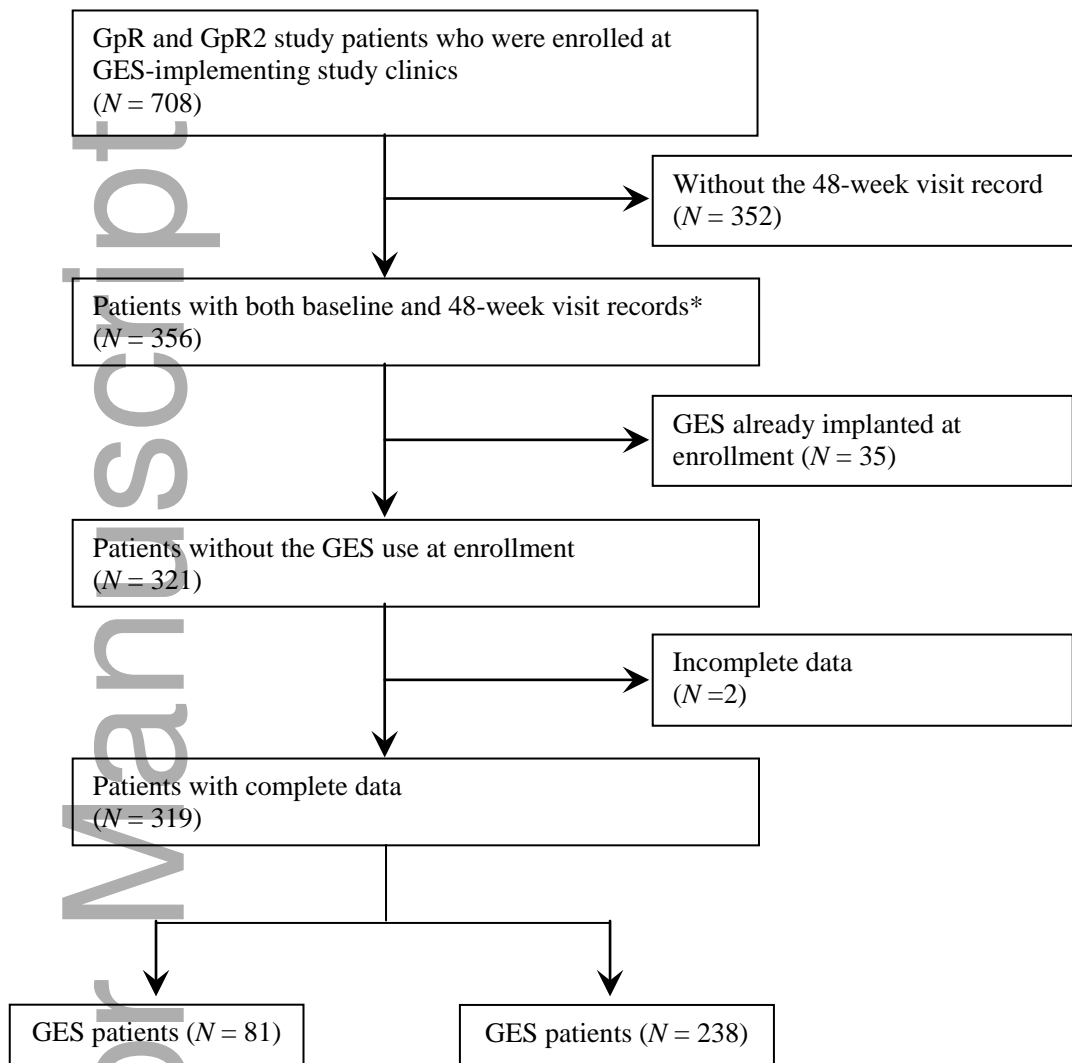 GpR and GpR2 study patients who were enrolled at
GES-implementing study clinics
(N = 708)
Without the 48-week visit record
(N = 352)
Patients with both baseline and 48-week visit records*
(N = 356)
GES already implanted at
enrollment (N = 35)
Patients without the GES use at enrollment
(N = 321)
Incomplete data
(N =2)
Patients with complete data
(N = 319)
GES patients (N = 81)
GES patients (N = 238)
or Manuscript